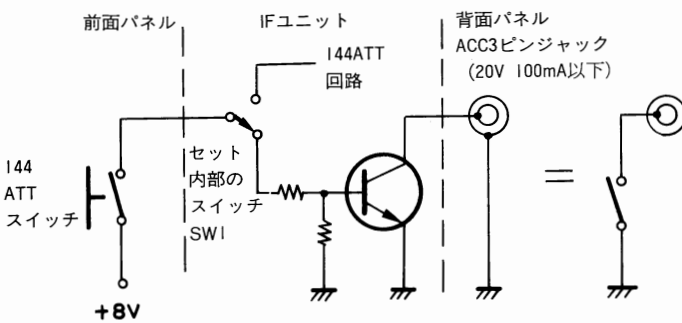 前面パネル
IFユニット
背面パネル
ACC3ピンジャック
(20V 100mA以下)
144ATT
回路
144
ATT
スイッチ
セット
内部の
スイッチ
SW1
+8V
=